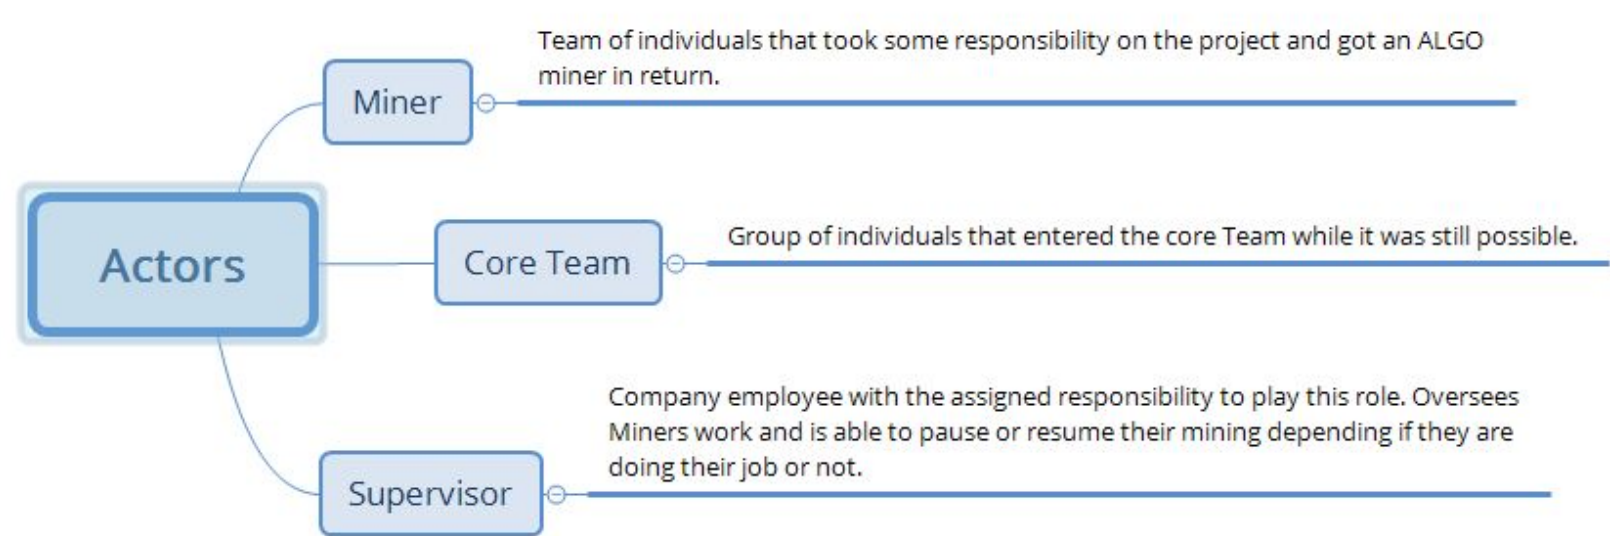 Team of individuals that took some responsibility on the project and got an ALGO
miner in return.
Miner
Actors
Core Team
Group of individuals that entered the core Team while it was still possible.
Company employee with the assigned responsibility to play this role. Oversees
Miners work and is able to pause or resume their mining depending if they are
doing their job or not.
Supervisor